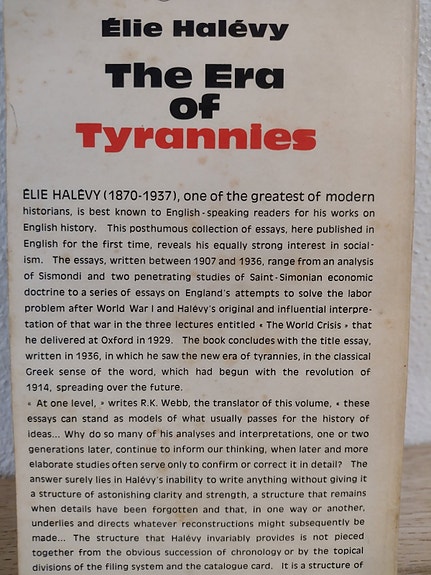 Élie Halévy
The Era
of
Tyrannies
ÉLIE HALÉVY (1870-1937), one of the greatest of modern
historians, is best known to English-speaking readers for his works on
English history. This posthumous collection of essays, here published in
English for the first time, reveals his equally strong interest in social-
ism. The essays, written between 1907 and 1936, range from an analysis
of Sismondi and two penetrating studies of Saint-Simonian economic
doctrine to a series of essays on England's attempts to solve the labor
problem after World War I and Halévy's original and influential interpre-
tation of that war in the three lectures entitled « The World Crisis » that
he delivered at Oxford in 1929. The book concludes with the title essay,
written in 1936, in which he saw the new era of tyrannies, in the classical
Greek sense of the word, which had begun with the revolution of
1914, spreading over the future.
« At one level, » writes R.K. Webb, the translator of this volume, « these
essays can stand as models of what usually passes for the history of
ideas... Why do so many of his analyses and interpretations, one or two
generations later, continue to inform our thinking, when later and more
elaborate studies often serve only to confirm or correct it in detail? The
answer surely lies in Halévy's inability to write anything without giving it
a structure of astonishing clarity and strength, a structure that remains
when details have been forgotten and that, in one way or another,
underlies and directs whatever reconstructions might subsequently be
made... The structure that Halévy invariably provides is not pieced
together from the obvious succession of chronology or by the topical
divisions of the filing system and the catalogue card. It is a structure of